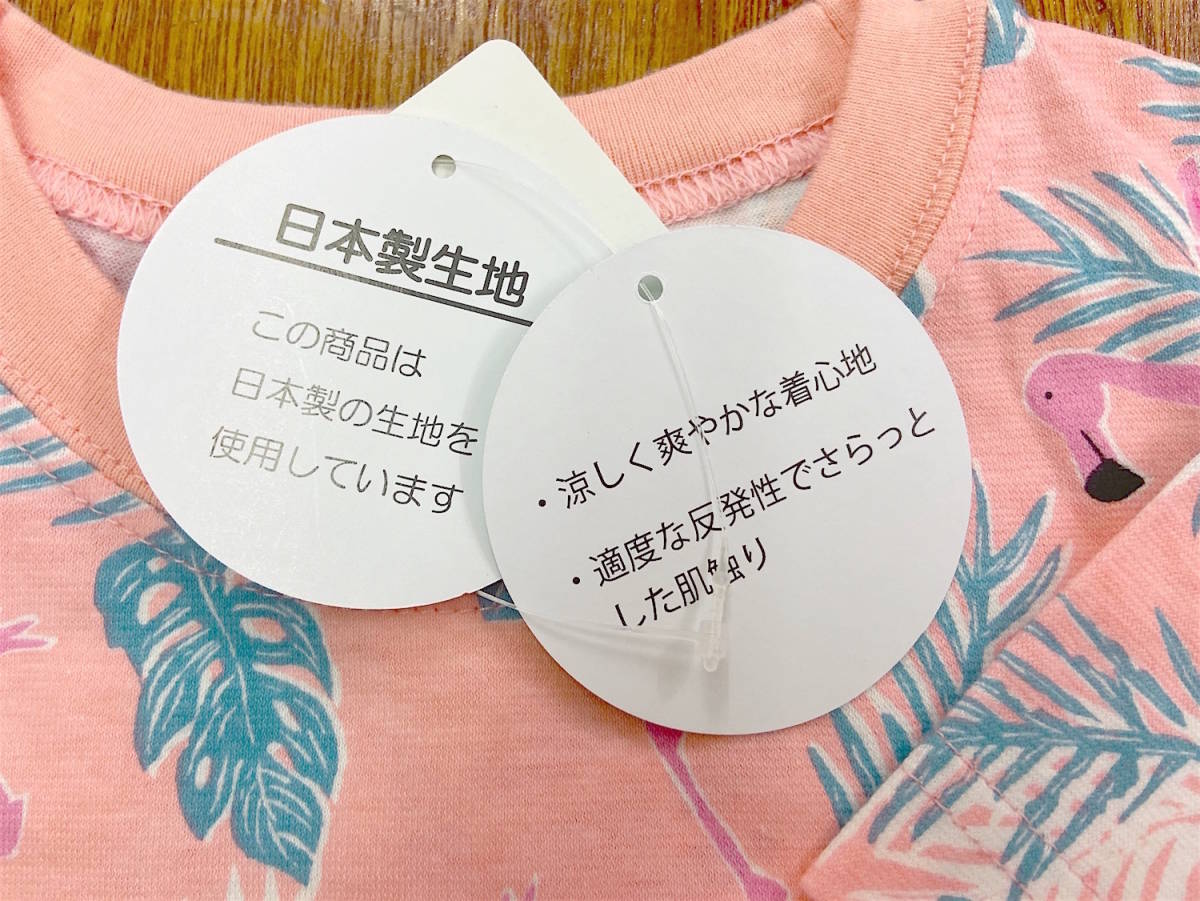 日本製生地
この商品は
日本製の生地を
使用しています
・涼しく爽やかな着心地
・適度な反発性でさらっと
した肌触り